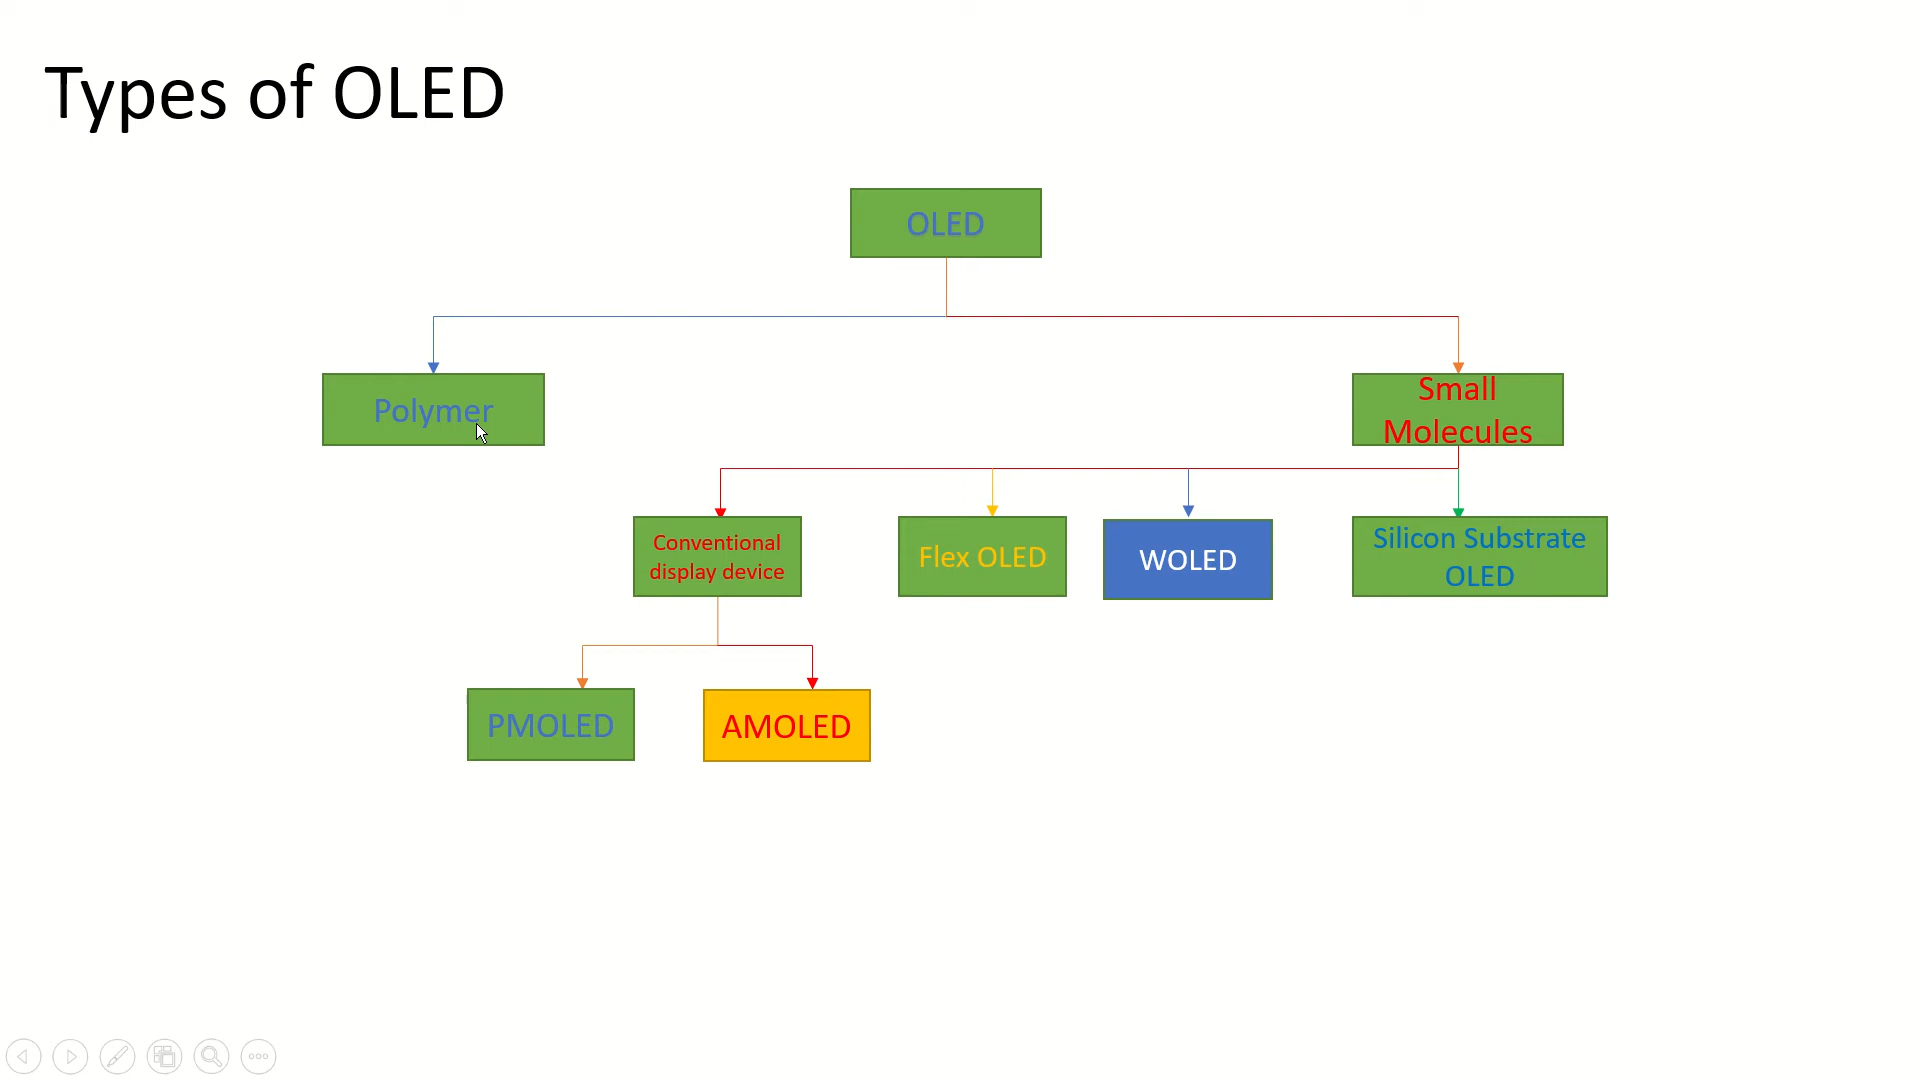 Types of OLED
OLED
Polymer
Small
Molecules
Conventional
display device
Flex OLED
WOLED
Silicon Substrate
OLED
PMOLED
AMOLED